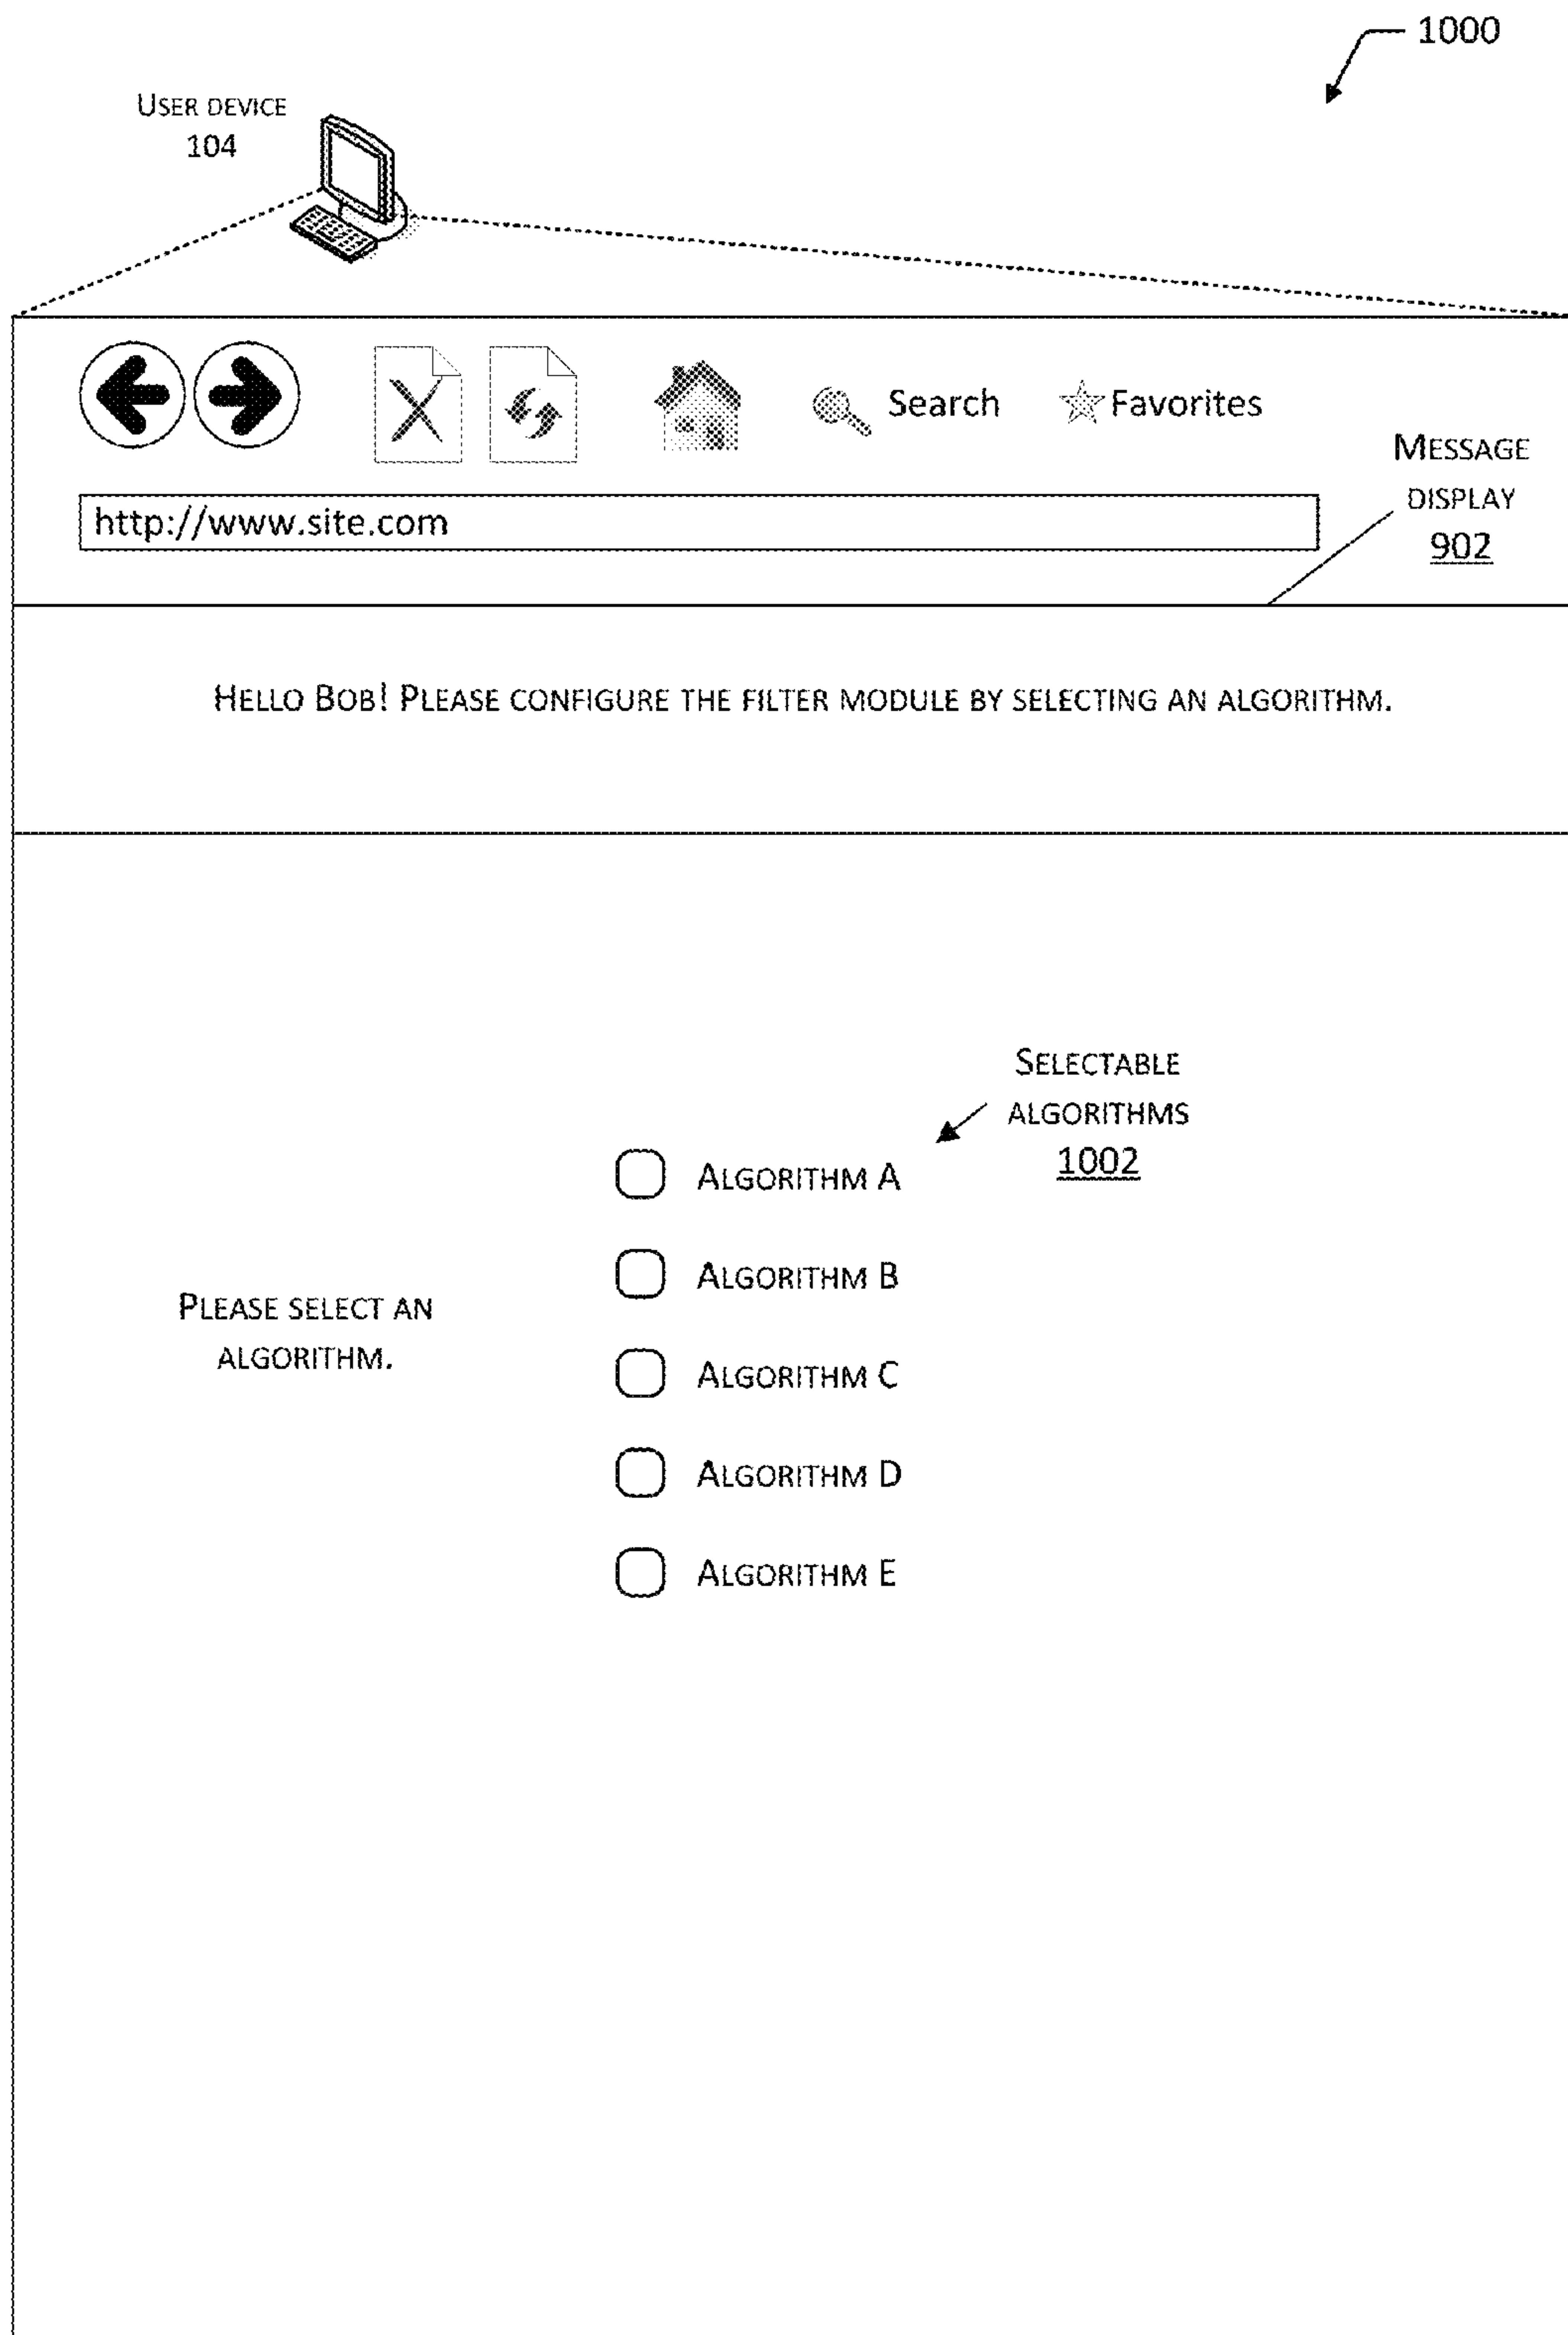 1000
User device
104
Search
Favorites
Message
display
902
http://www.site.com
Hello Bob! Please configure the filter module by selecting an algorithm.
Selectable
algorithms
1002
Algorithm A
Algorithm B
Please select an
algorithm.
Algorithm C
Algorithm D
Algorithm E